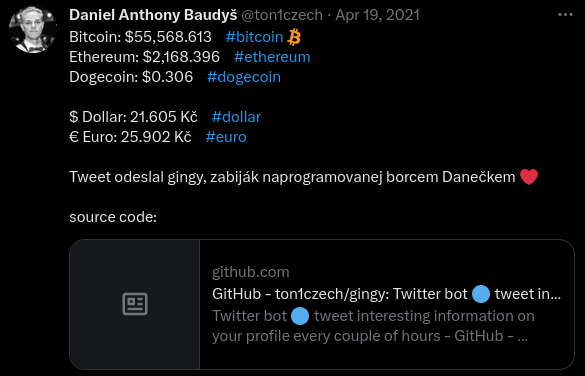 Daniel Anthony Baudyš @ton1czech · Apr 19, 2021
Bitcoin: $55,568.613 #bitcoin
Ethereum: $2,168.396 #ethereum
Dogecoin: $0.306 #dogecoin
$ Dollar: 21.605 Kč #dollar
€ Euro: 25.902 Kč #euro
Tweet odeslal gingy, zabiják naprogramovanej borcem Danečkem ❤️
source code:
github.com
GitHub - ton1czech/gingy: Twitter bot 🔵 tweet in...
Twitter bot 🔵 tweet interesting information on
your profile every couple of hours - GitHub - ...